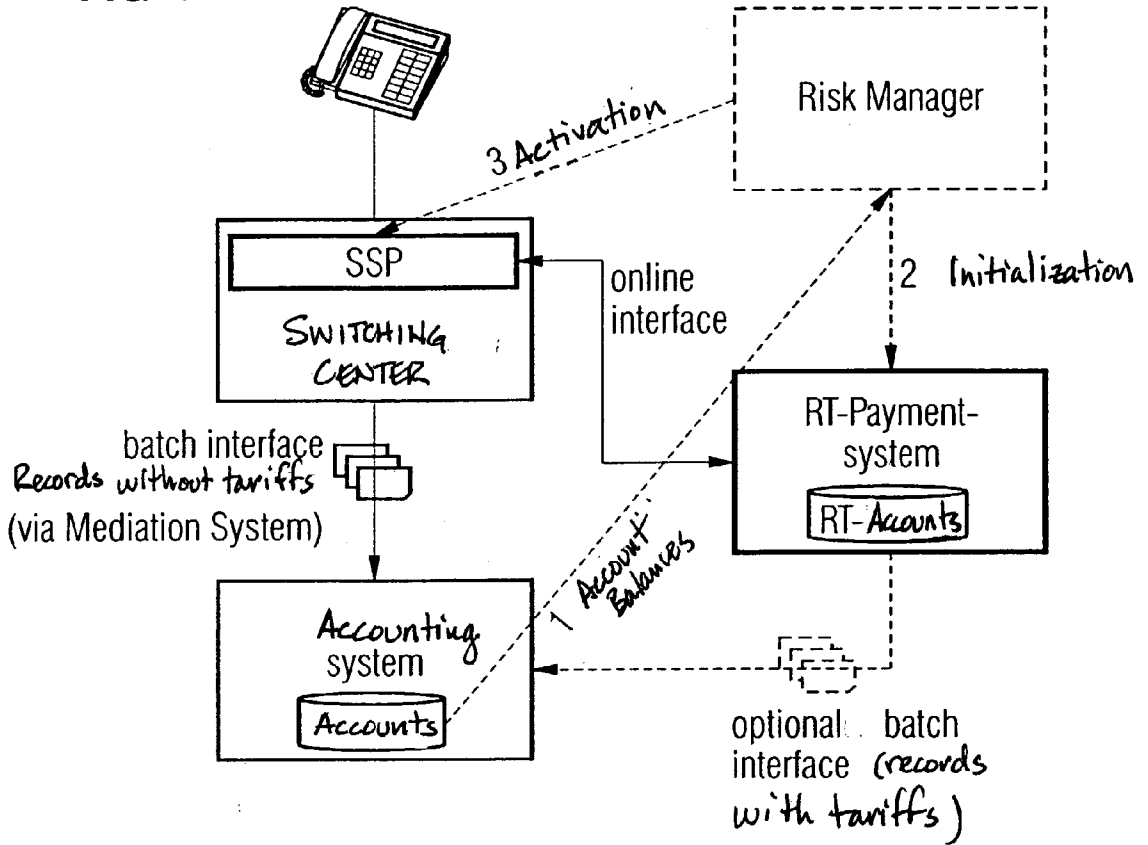 Risk Manager
3 Activation
SSP
SWITCHING
CENTER
online
interface
2 Initialization
batch interface
Records without tariffs
(via Mediation System)
RT-Payment-
system
RT-Accounts
1 Account
Balances
Accounting
system
Accounts
optional batch
interface (records
with tariffs)